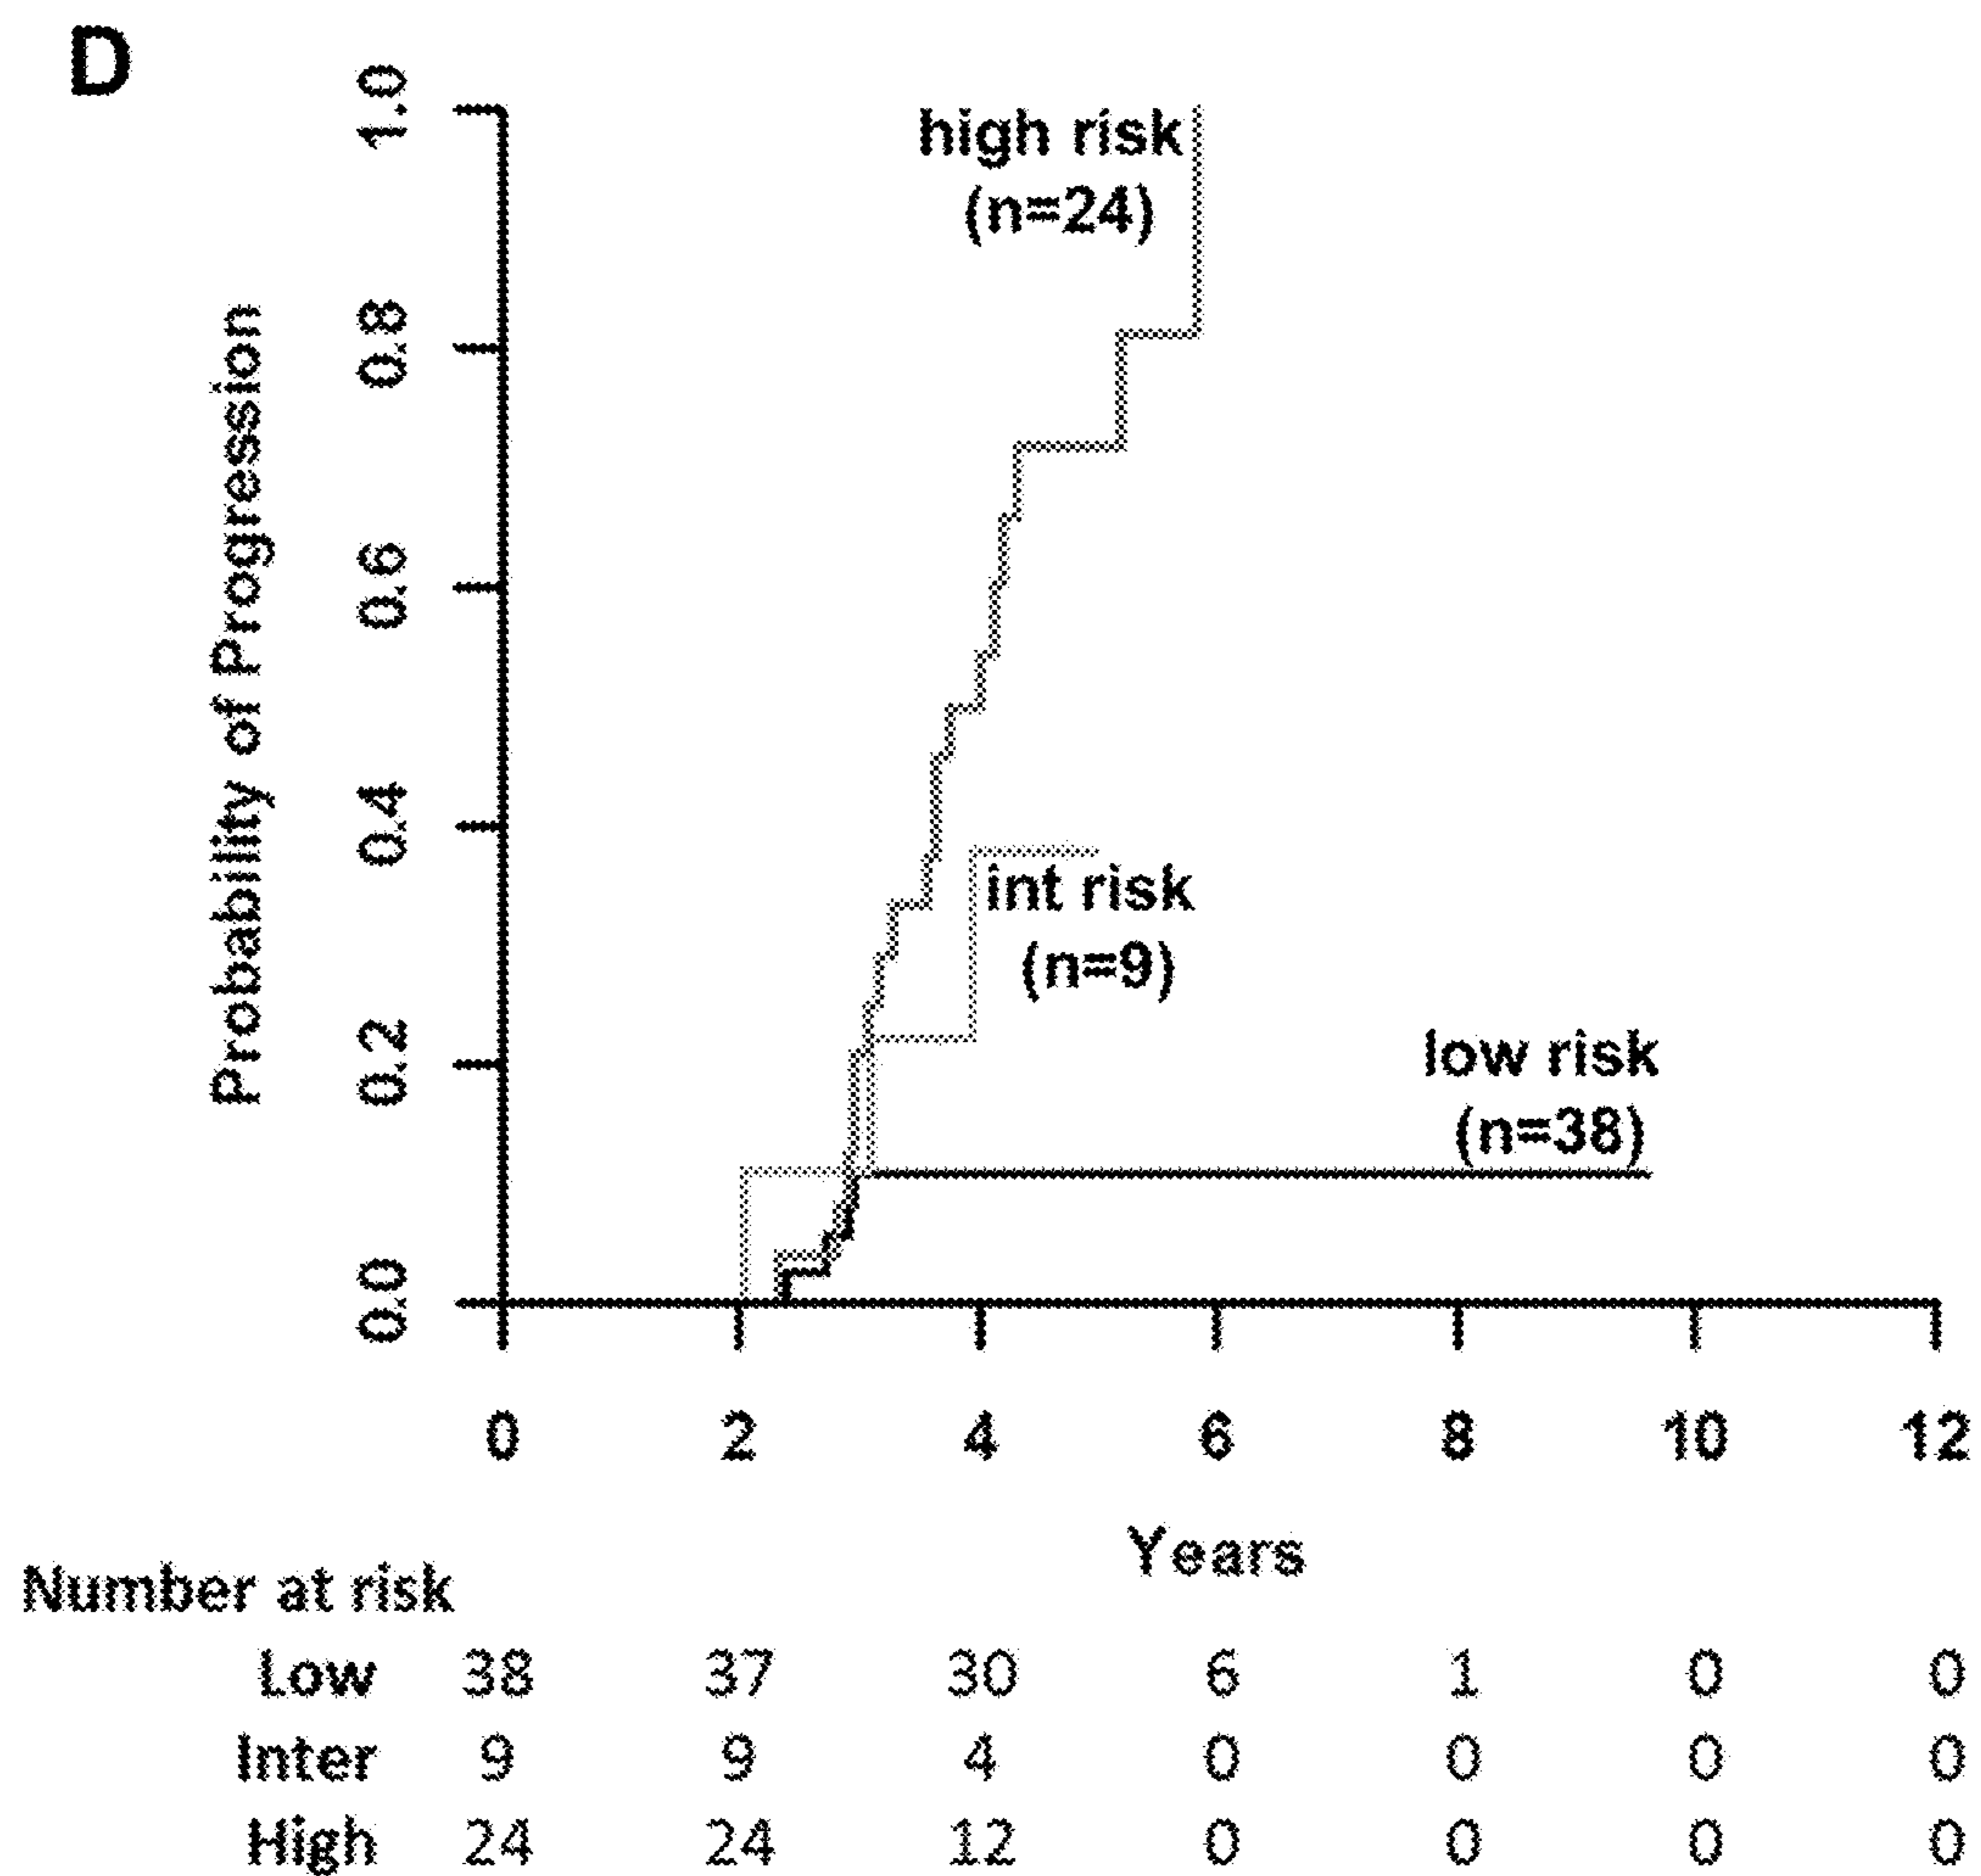 D
Probability of Progression
1.0
0.8
0.6
0.4
0.2
0.0
high risk
(n=24)
int risk
(n=9)
low risk
(n=38)
0 2 4 6 8 10 12
Years
Number at risk
Low 38 37 30 6 1 0 0
Inter 9 9 4 0 0 0 0
High 24 24 12 0 0 0 0